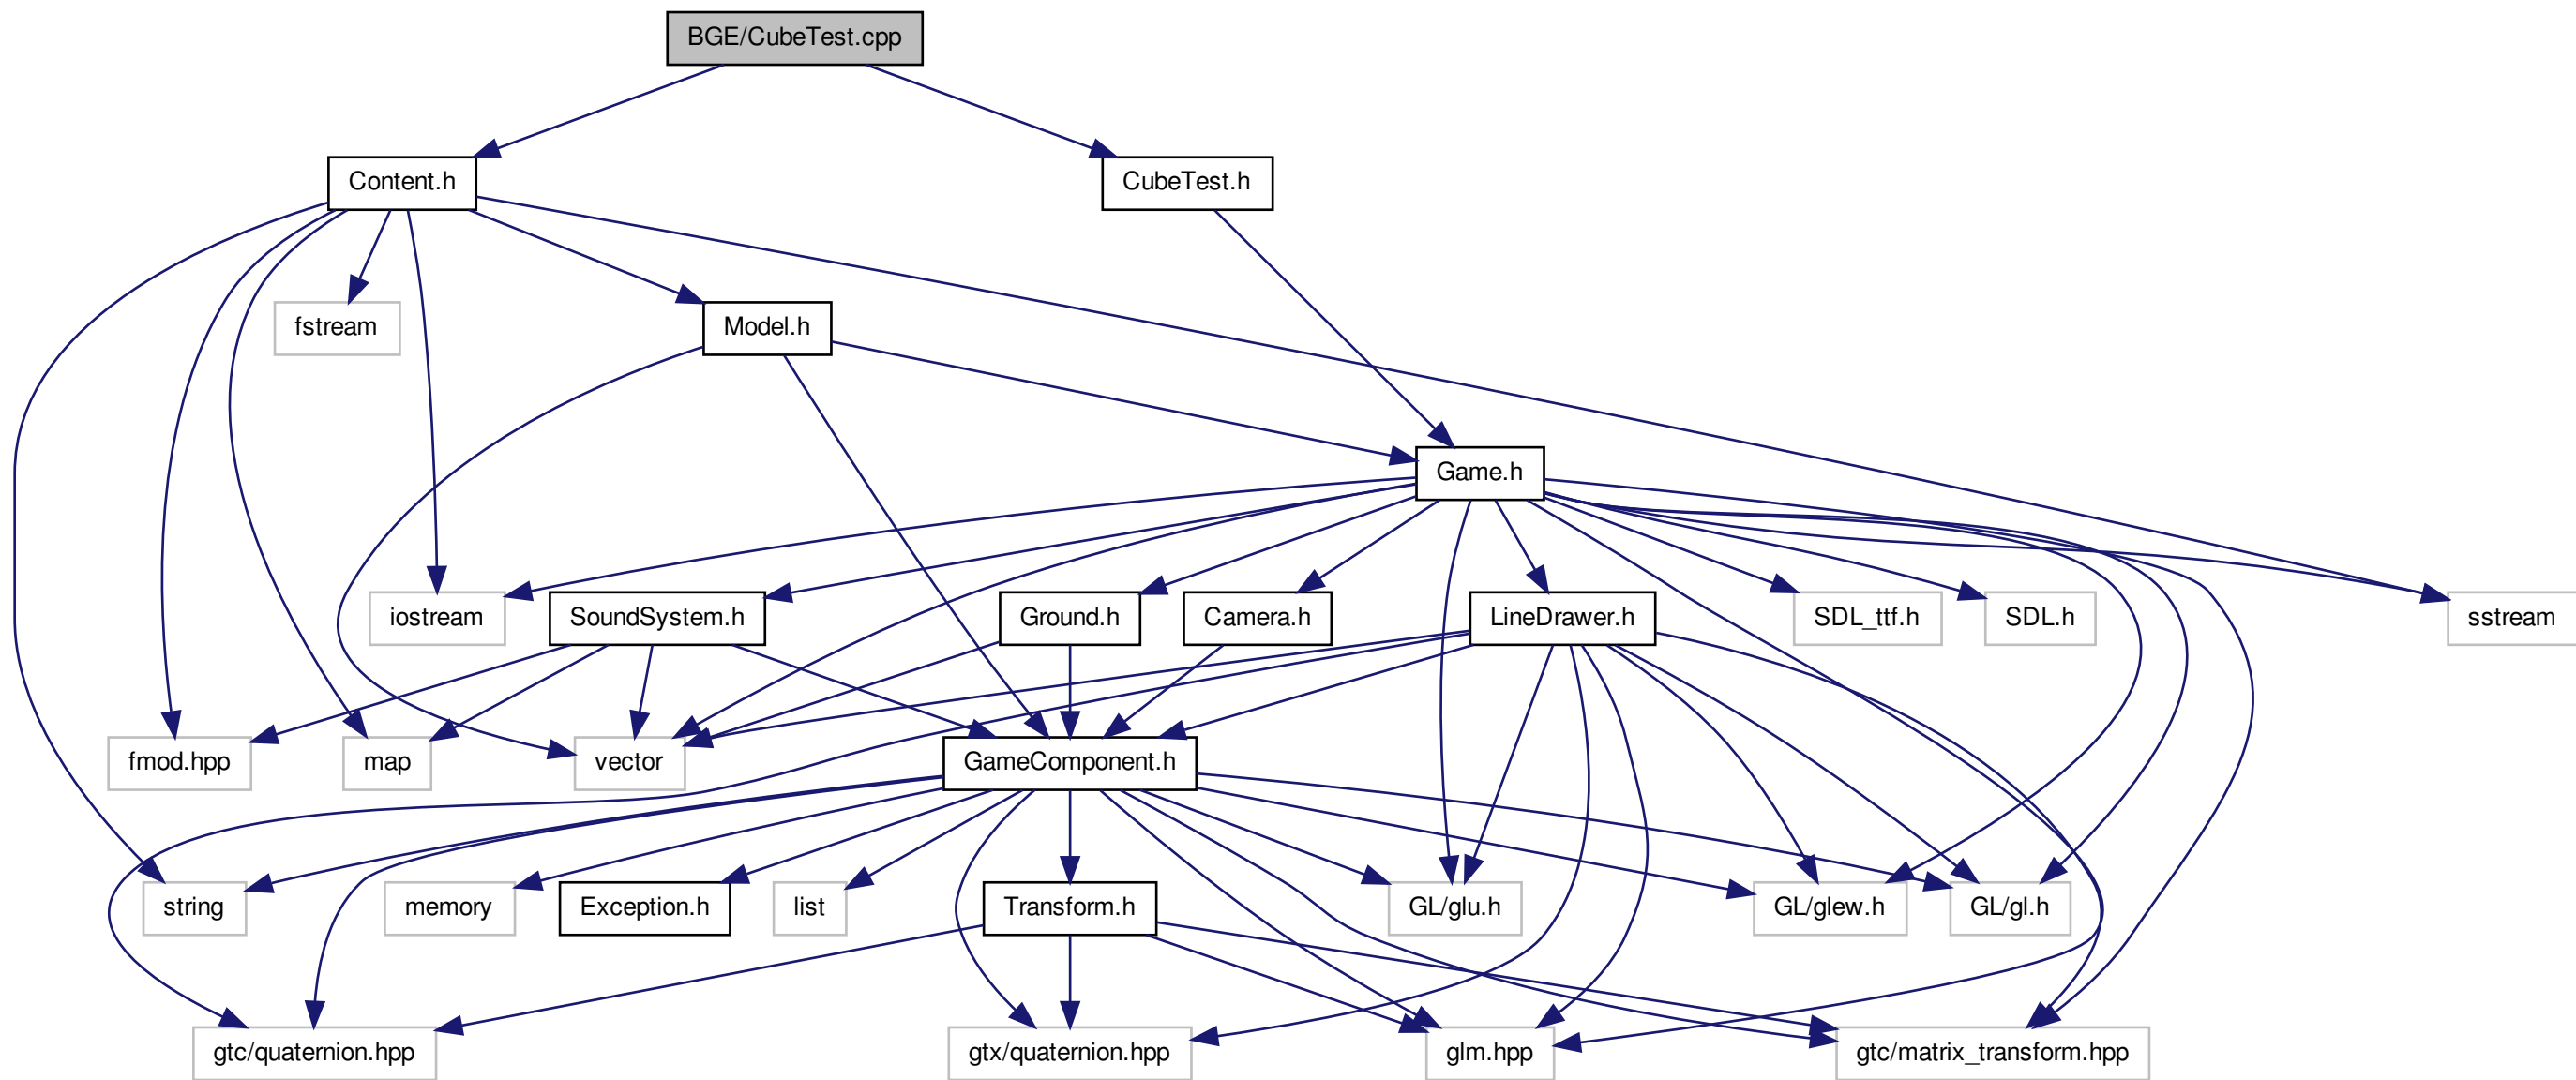 BGE/CubeTest.cpp
Content.h
CubeTest.h
fstream
Model.h
Game.h
iostream
SoundSystem.h
Ground.h
Camera.h
LineDrawer.h
SDL_ttf.h
SDL.h
sstream
fmod.hpp
map
vector
GameComponent.h
string
memory
Exception.h
list
Transform.h
GL/glu.h
GL/glew.h
GL/gl.h
gtc/quaternion.hpp
gtx/quaternion.hpp
glm.hpp
gtc/matrix_transform.hpp